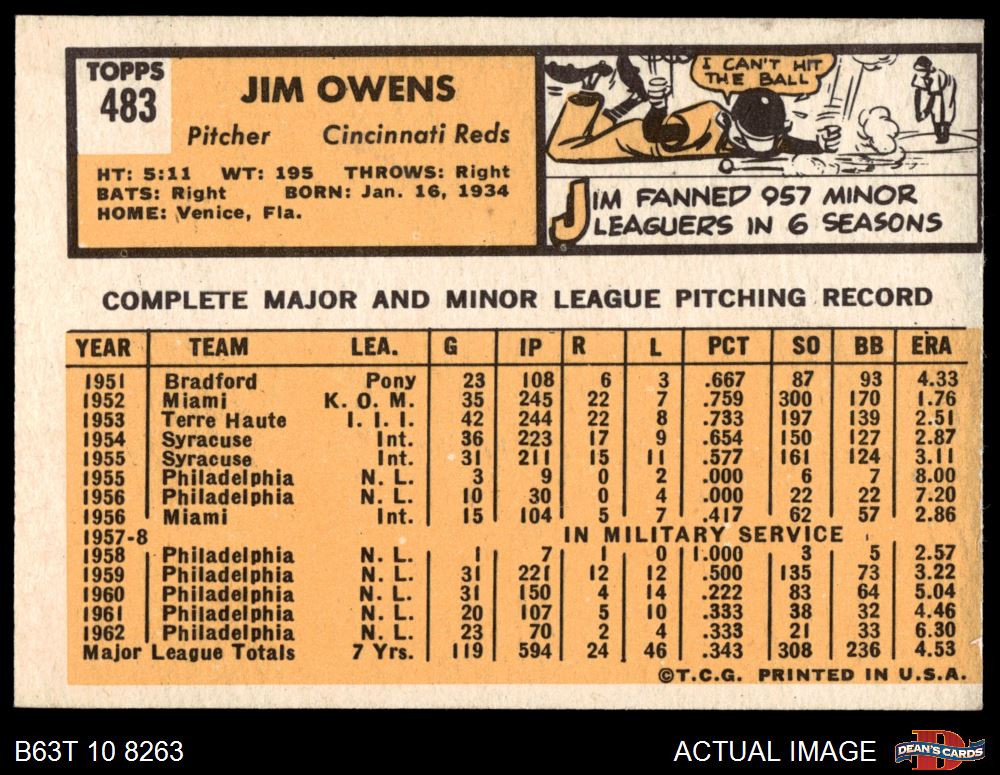 TOPPS
483
JIM OWENS
Pitcher Cincinnati Reds
HT: 5:11 WT: 195 THROWS: Right
BATS: Right BORN: Jan. 16, 1934
HOME: Venice, Fla.
I CAN'T HIT
THE BALL
JIM FANNED 957 MINOR
LEAGUERS IN 6 SEASONS
COMPLETE MAJOR AND MINOR LEAGUE PITCHING RECORD
YEAR TEAM LEA. G IP R L PCT SO BB ERA
1951 Bradford Pony 23 108 6 3 .667 87 93 4.33
1952 Miami K. O. M. 35 245 22 7 .759 300 170 1.76
1953 Terre Haute I. I. I. 42 244 22 8 .733 197 139 2.51
1954 Syracuse Int. 36 223 17 9 .654 150 127 2.87
1955 Syracuse Int. 31 211 15 11 .577 161 124 3.11
1955 Philadelphia N. L. 3 9 0 2 .000 6 7 8.00
1956 Philadelphia N. L. 10 30 0 4 .000 22 22 7.20
1956 Miami Int. 15 104 5 7 .417 62 57 2.86
1957-8 IN MILITARY SERVICE
1958 Philadelphia N. L. 1 7 1 0 1.000 3 5 2.57
1959 Philadelphia N. L. 31 221 12 12 .500 135 73 3.22
1960 Philadelphia N. L. 31 150 4 14 .222 83 64 5.04
1961 Philadelphia N. L. 20 107 5 10 .333 38 32 4.46
1962 Philadelphia N. L. 23 70 2 4 .333 21 33 6.30
Major League Totals 7 Yrs. 119 594 24 46 .343 308 236 4.53
©T.C.G. PRINTED IN U.S.A.
B63T 10 8263 ACTUAL IMAGE DEAN'S CARDS